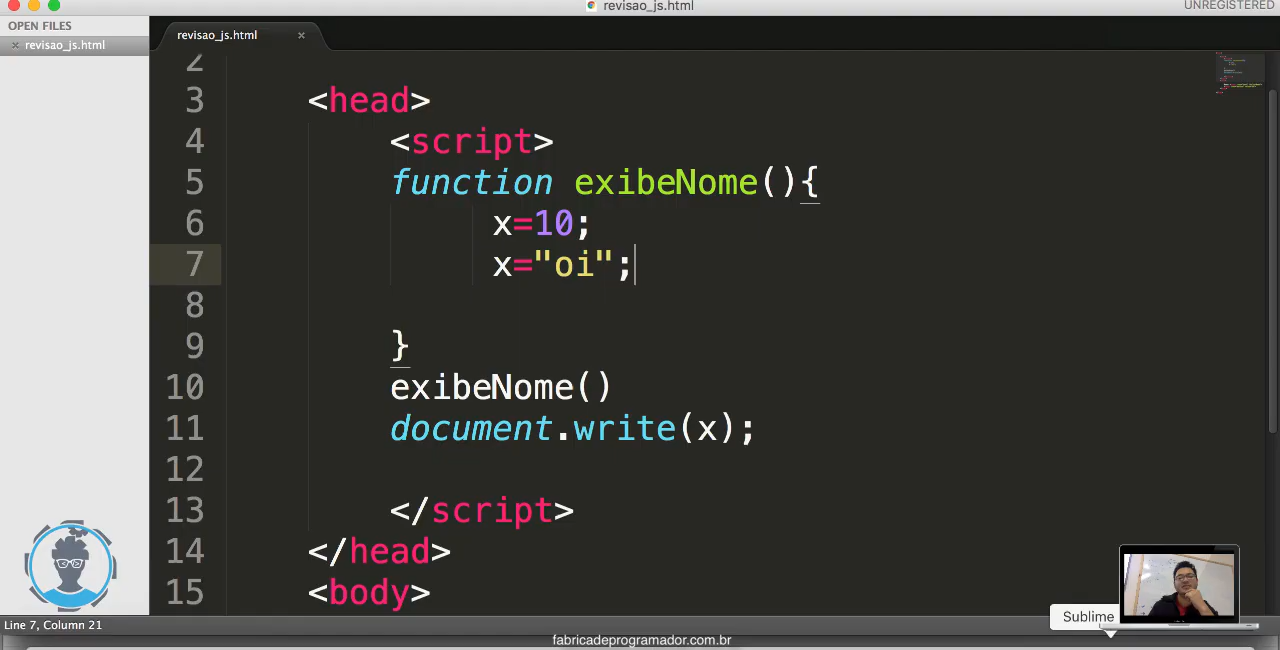 revisao_js.html
UNREGISTERED
OPEN FILES
× revisao_js.html
revisao_js.html ×
2
3 <head>
4 <script>
5 function exibeNome(){
6 x=10;
7 x="oi";
8
9 }
10 exibeNome()
11 document.write(x);
12
13 </script>
14 </head>
15 <body>
Sublime
Line 7, Column 21
fabricadeprogramador.com.br